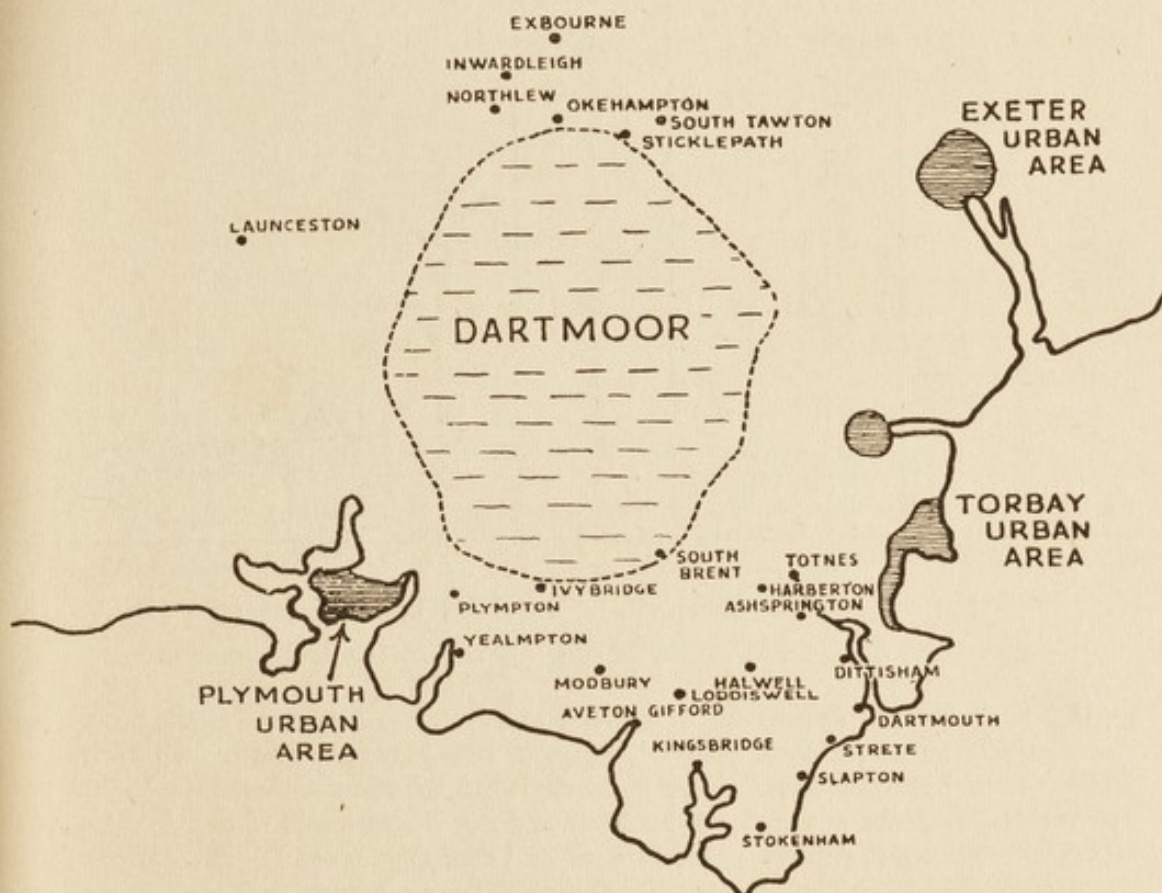 EXBOURNE
INWARDLEIGH
NORTHLEW
OKEHAMPTON
SOUTH TAWTON
STICKLEPATH
EXETER
URBAN
AREA
LAUNCESTON
DARTMOOR
TORBAY
URBAN
AREA
SOUTH
BRENT
TOTNES
IVYBRIDGE
HARBERTON
PLYMPTON
ASHSPRINGTON
YEALMPTON
DITTISHAM
MODBURY
HALWELL
LODDISWELL
PLYMOUTH
URBAN
AREA
AVETON GIFFORD
DARTMOUTH
KINGSBRIDGE
STRETE
SLAPTON
STOKENHAM